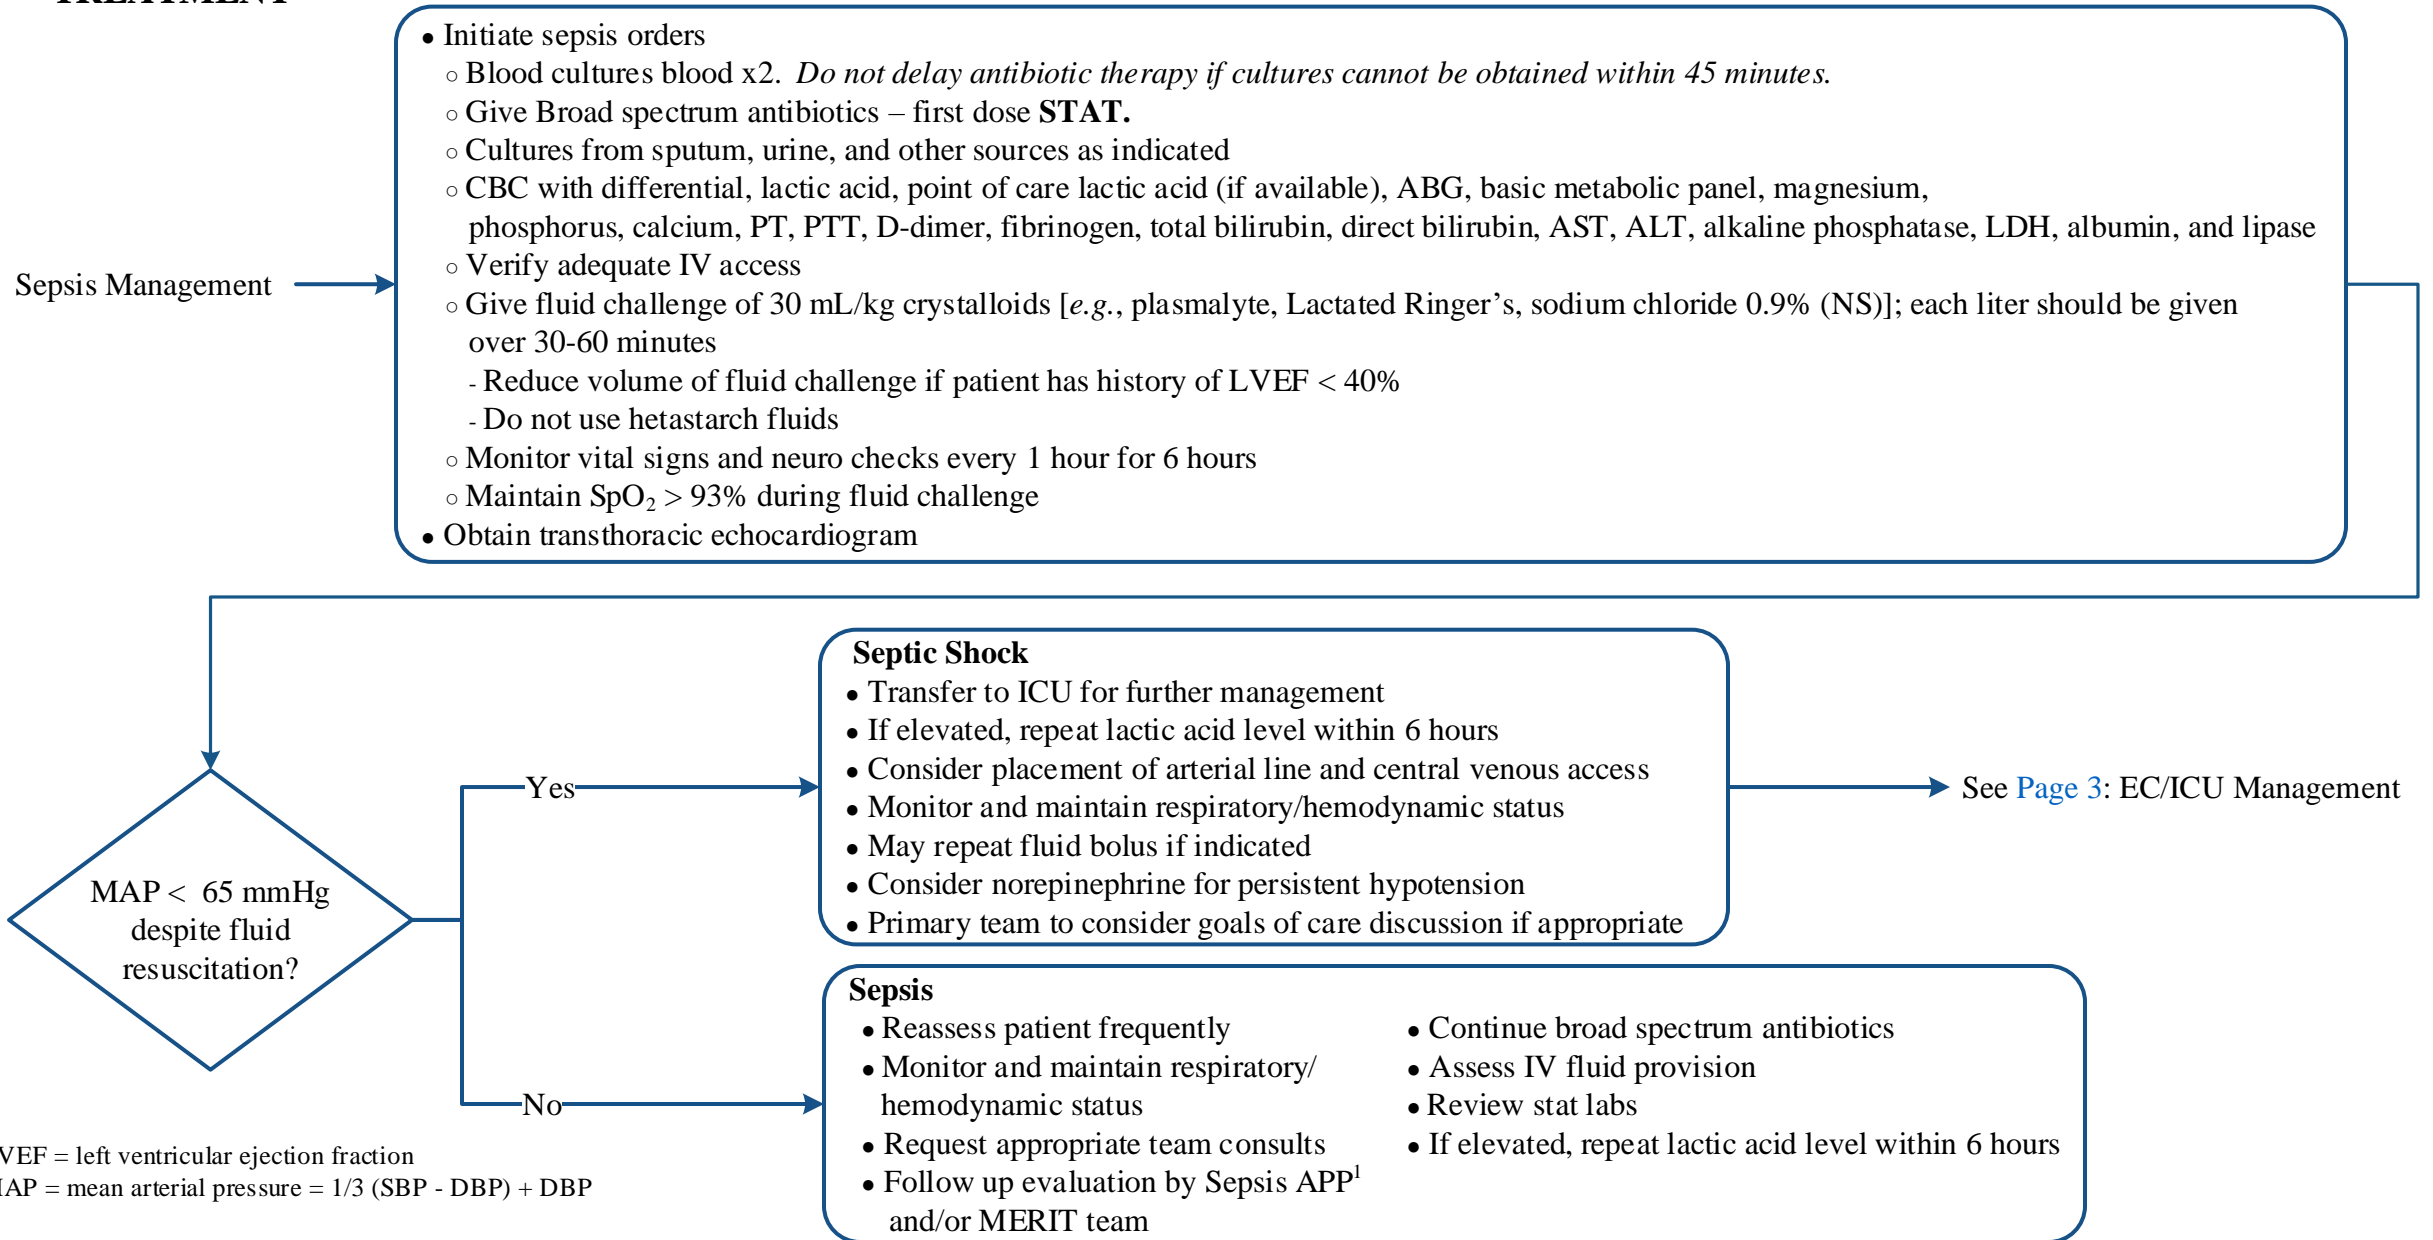 TREATMENT
Sepsis Management
● Initiate sepsis orders
○ Blood cultures blood x2. Do not delay antibiotic therapy if cultures cannot be obtained within 45 minutes.
○ Give Broad spectrum antibiotics – first dose STAT.
○ Cultures from sputum, urine, and other sources as indicated
○ CBC with differential, lactic acid, point of care lactic acid (if available), ABG, basic metabolic panel, magnesium,
phosphorus, calcium, PT, PTT, D-dimer, fibrinogen, total bilirubin, direct bilirubin, AST, ALT, alkaline phosphatase, LDH, albumin, and lipase
○ Verify adequate IV access
○ Give fluid challenge of 30 mL/kg crystalloids [e.g., plasmalyte, Lactated Ringer’s, sodium chloride 0.9% (NS)]; each liter should be given
over 30-60 minutes
- Reduce volume of fluid challenge if patient has history of LVEF < 40%
- Do not use hetastarch fluids
○ Monitor vital signs and neuro checks every 1 hour for 6 hours
○ Maintain SpO₂ > 93% during fluid challenge
● Obtain transthoracic echocardiogram
MAP < 65 mmHg
despite fluid
resuscitation?
Yes
Septic Shock
● Transfer to ICU for further management
● If elevated, repeat lactic acid level within 6 hours
● Consider placement of arterial line and central venous access
● Monitor and maintain respiratory/hemodynamic status
● May repeat fluid bolus if indicated
● Consider norepinephrine for persistent hypotension
● Primary team to consider goals of care discussion if appropriate
See Page 3: EC/ICU Management
No
Sepsis
● Reassess patient frequently
● Monitor and maintain respiratory/
hemodynamic status
● Request appropriate team consults
● Follow up evaluation by Sepsis APP¹
and/or MERIT team
● Continue broad spectrum antibiotics
● Assess IV fluid provision
● Review stat labs
● If elevated, repeat lactic acid level within 6 hours
VEF = left ventricular ejection fraction
MAP = mean arterial pressure = 1/3 (SBP - DBP) + DBP